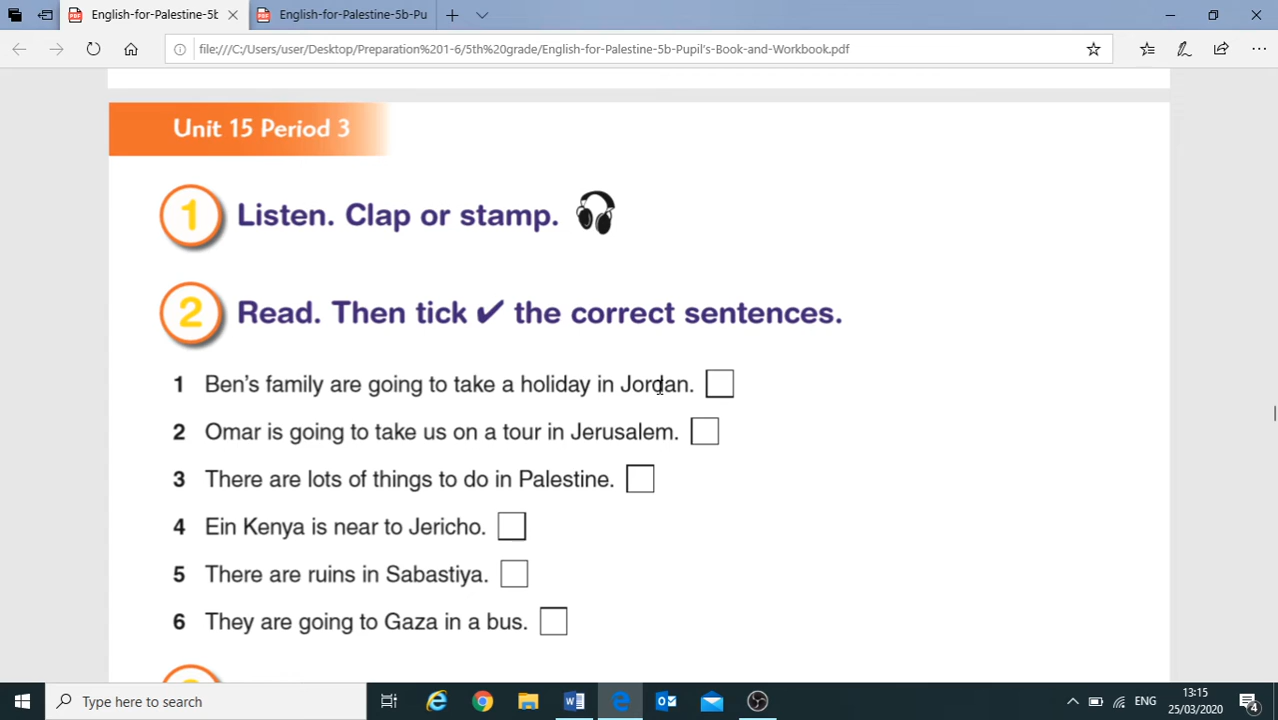 English-for-Palestine-5b
English-for-Palestine-5b-Pu
file:///C:/Users/user/Desktop/Preparation%201-6/5th%20grade/English-for-Palestine-5b-Pupil's-Book-and-Workbook.pdf
Unit 15 Period 3
1 Listen. Clap or stamp.
2 Read. Then tick ✔ the correct sentences.
1 Ben's family are going to take a holiday in Jordan.
2 Omar is going to take us on a tour in Jerusalem.
3 There are lots of things to do in Palestine.
4 Ein Kenya is near to Jericho.
5 There are ruins in Sabastiya.
6 They are going to Gaza in a bus.
Type here to search
ENG
13:15
25/03/2020
4